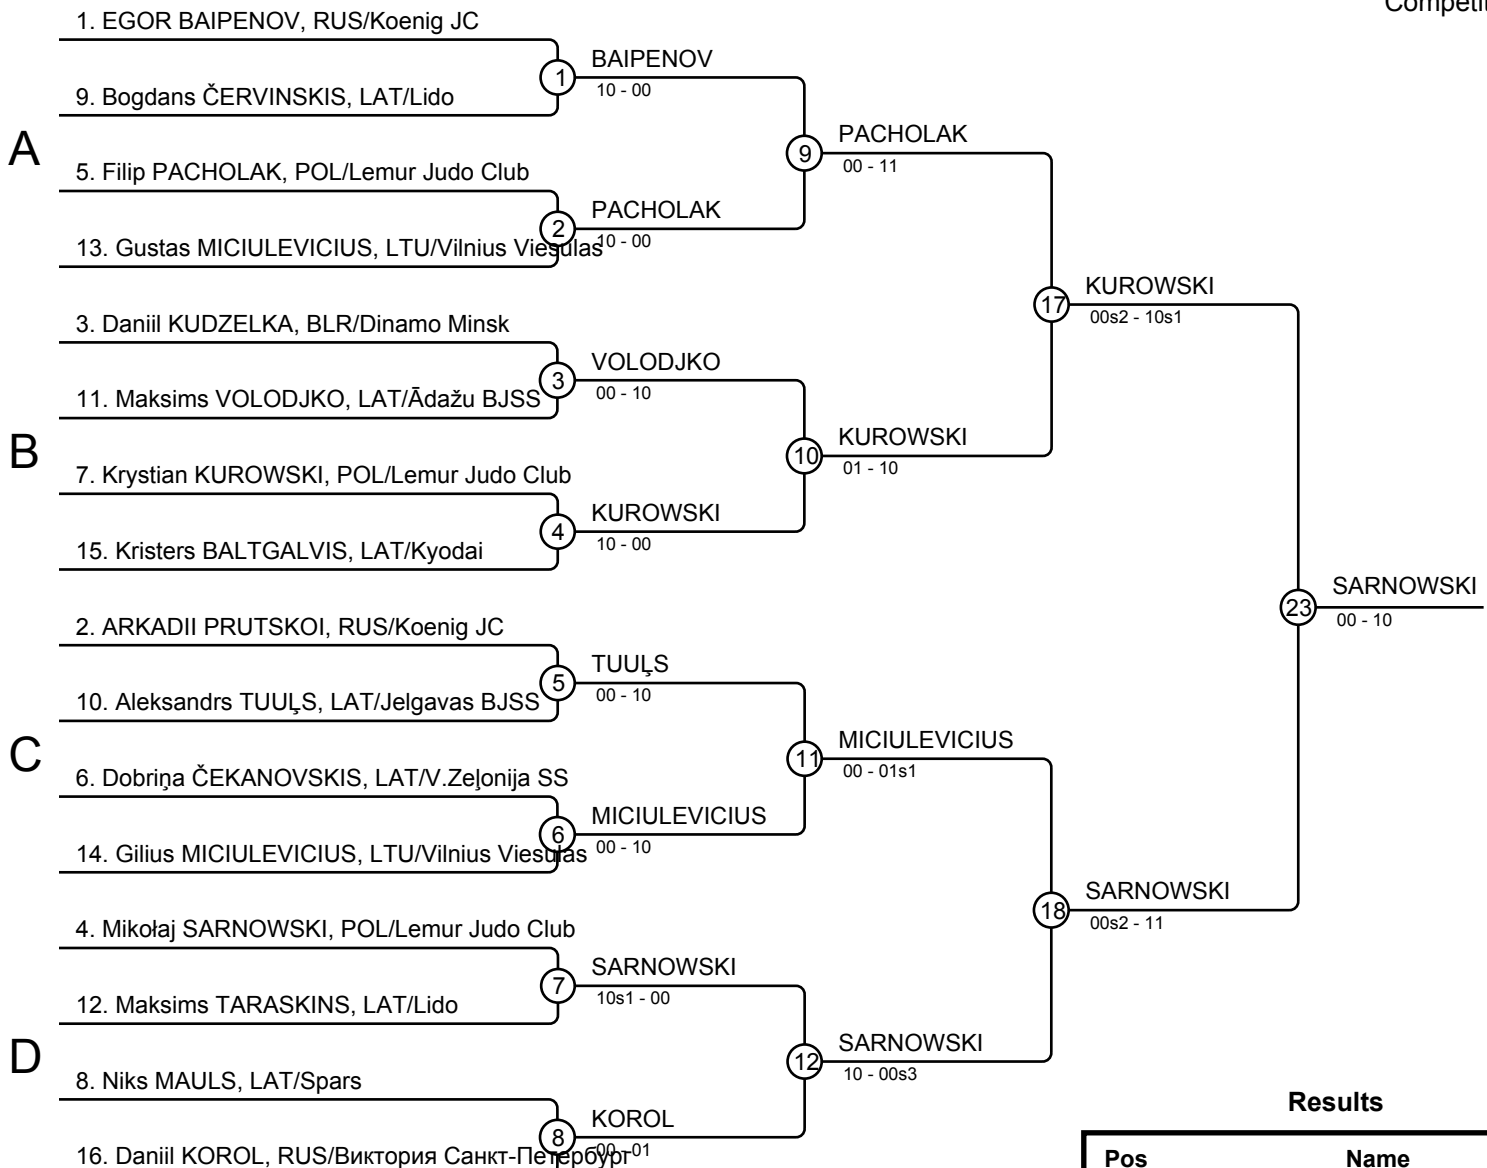 Competit
1. EGOR BAIPENOV, RUS/Koenig JC
1
BAIPENOV
10 - 00
9. Bogdans ČERVINSKIS, LAT/Lido
A
9
PACHOLAK
00 - 11
5. Filip PACHOLAK, POL/Lemur Judo Club
2
PACHOLAK
10 - 00
13. Gustas MICIULEVICIUS, LTU/Vilnius Viesulas
17
KUROWSKI
00s2 - 10s1
3. Daniil KUDZELKA, BLR/Dinamo Minsk
3
VOLODJKO
00 - 10
11. Maksims VOLODJKO, LAT/Ādažu BJSS
B
10
KUROWSKI
01 - 10
7. Krystian KUROWSKI, POL/Lemur Judo Club
4
KUROWSKI
10 - 00
15. Kristers BALTGALVIS, LAT/Kyodai
23
SARNOWSKI
00 - 10
2. ARKADII PRUTSKOI, RUS/Koenig JC
5
TUUĻS
00 - 10
10. Aleksandrs TUUĻS, LAT/Jelgavas BJSS
C
11
MICIULEVICIUS
00 - 01s1
6. Dobriņa ČEKANOVSKIS, LAT/V.Zeļonija SS
6
MICIULEVICIUS
00 - 10
14. Gilius MICIULEVICIUS, LTU/Vilnius Viesulas
18
SARNOWSKI
00s2 - 11
4. Mikołaj SARNOWSKI, POL/Lemur Judo Club
7
SARNOWSKI
10s1 - 00
12. Maksims TARASKINS, LAT/Lido
D
12
SARNOWSKI
10 - 00s3
8. Niks MAULS, LAT/Spars
8
KOROL
00 - 01
16. Daniil KOROL, RUS/Виктория Санкт-Петербург
Results
Pos Name